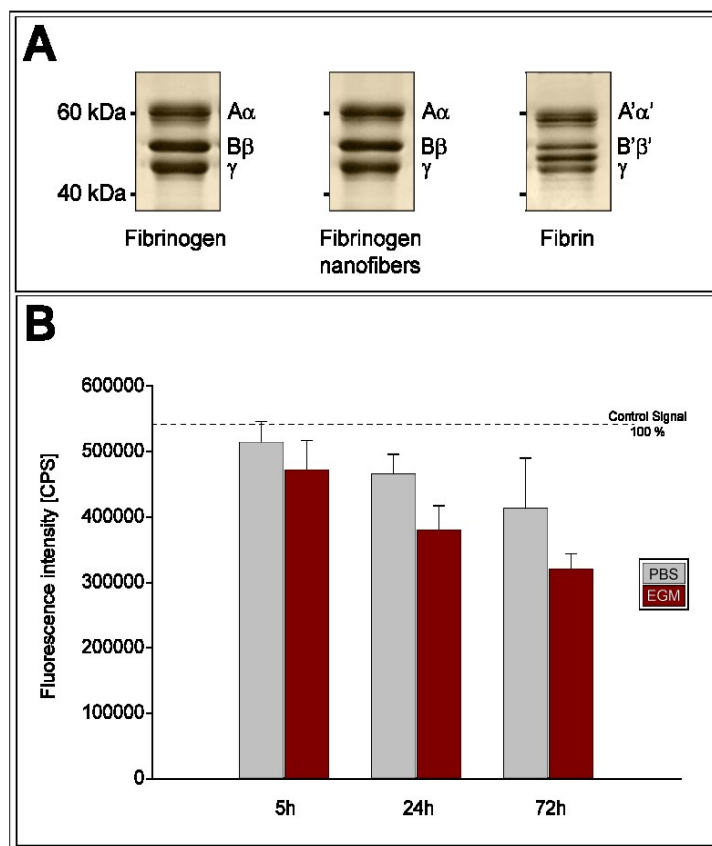 A
60 kDa
40 kDa
Aα
Bβ
γ
Fibrinogen
Aα
Bβ
γ
Fibrinogen
nanofibers
A'α'
B'β'
γ
Fibrin
B
Fluorescence intensity [CPS]
600000
500000
400000
300000
200000
100000
0
Control Signal
100 %
PBS
EGM
5h 24h 72h